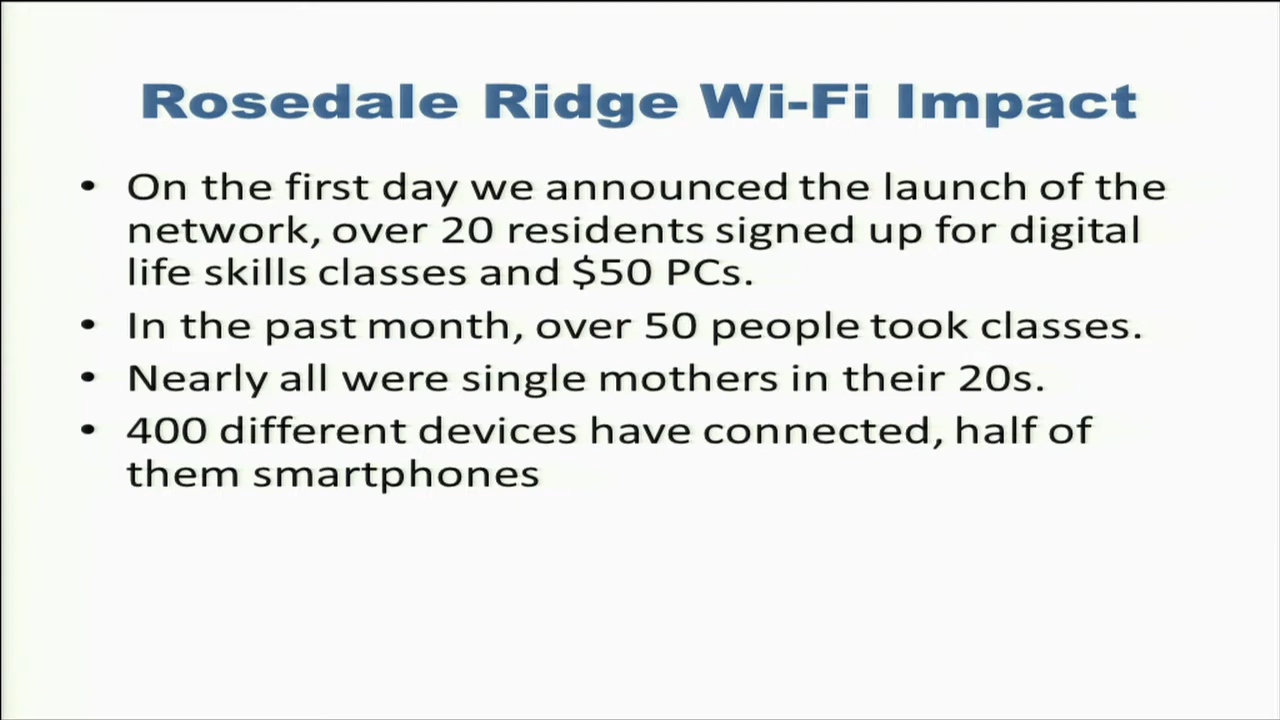 Rosedale Ridge Wi-Fi Impact
• On the first day we announced the launch of the
network, over 20 residents signed up for digital
life skills classes and $50 PCs.
• In the past month, over 50 people took classes.
• Nearly all were single mothers in their 20s.
• 400 different devices have connected, half of
them smartphones